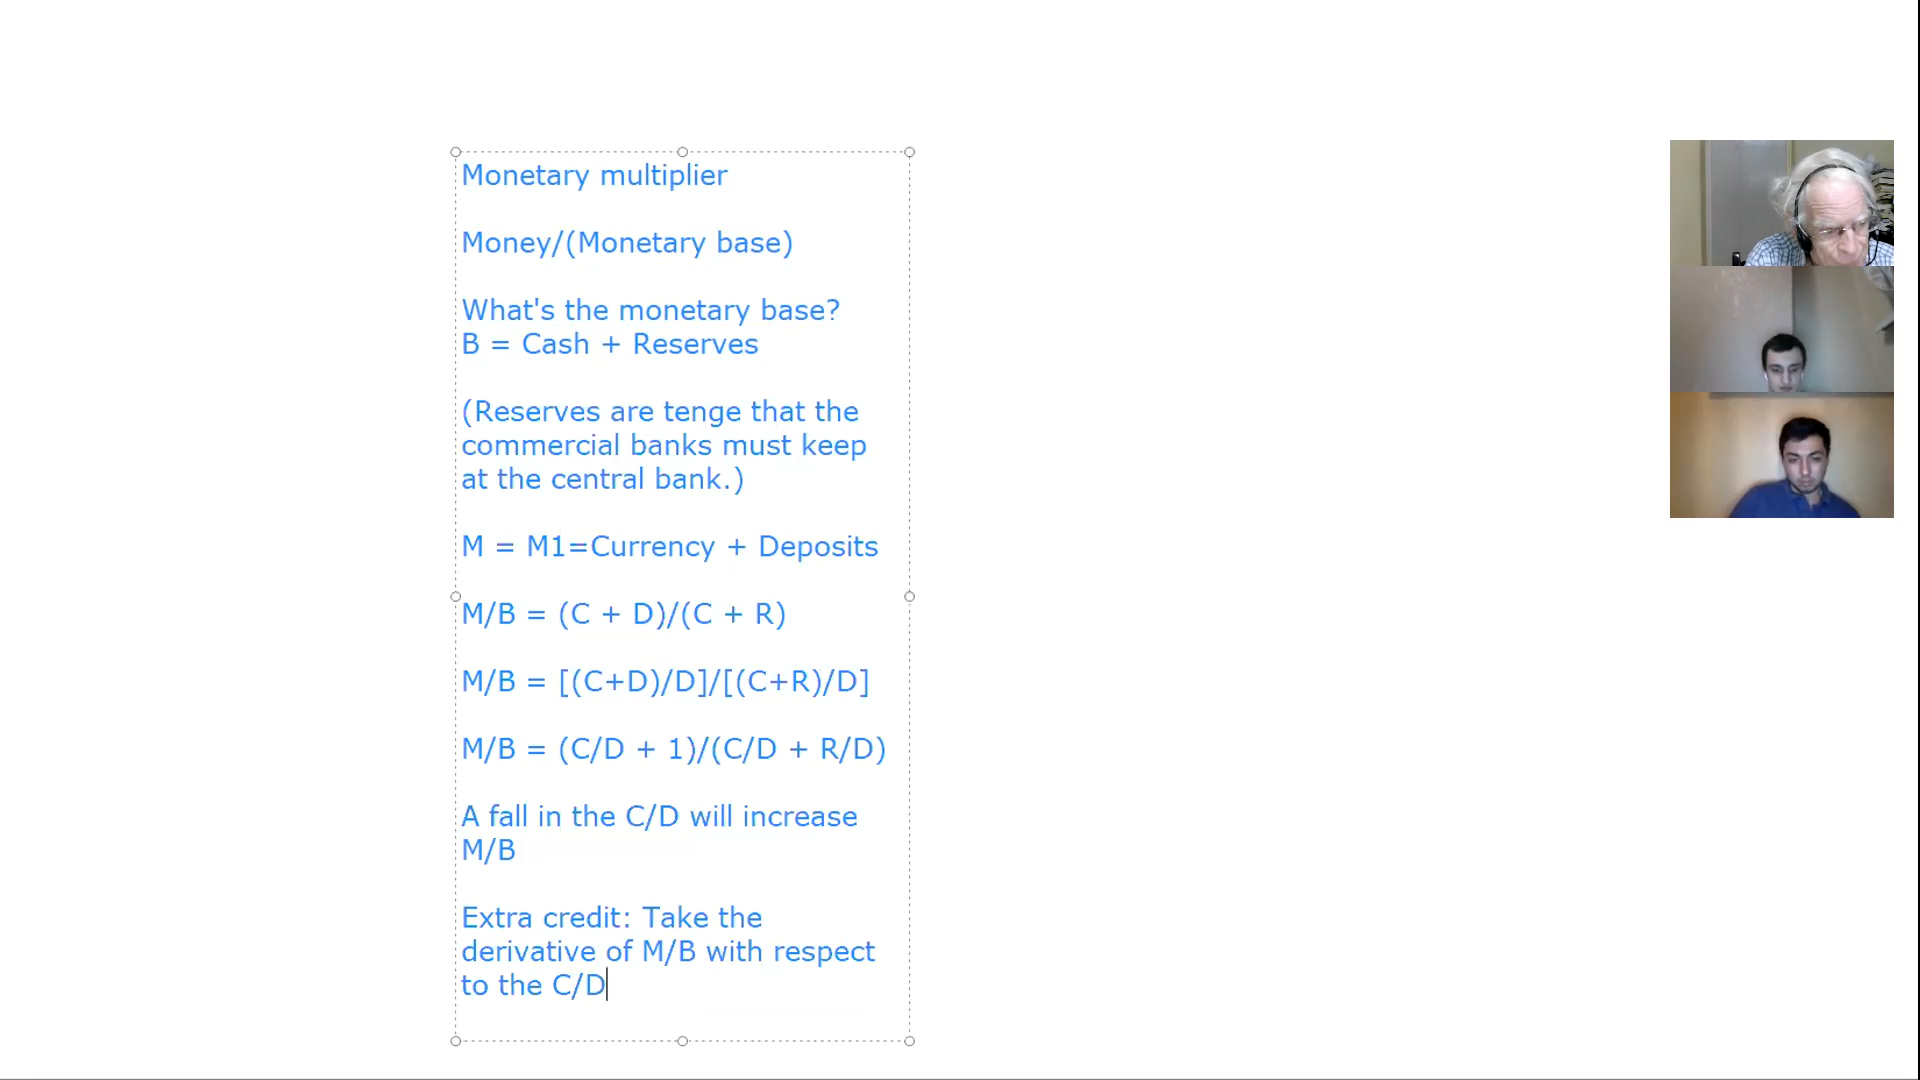 Monetary multiplier
Money/(Monetary base)
What's the monetary base?
B = Cash + Reserves
(Reserves are tenge that the
commercial banks must keep
at the central bank.)
M = M1=Currency + Deposits
M/B = (C + D)/(C + R)
M/B = [(C+D)/D]/[(C+R)/D]
M/B = (C/D + 1)/(C/D + R/D)
A fall in the C/D will increase
M/B
Extra credit: Take the
derivative of M/B with respect
to the C/D